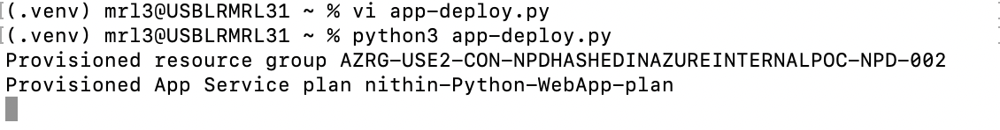 (.venv) mrl3@USBLRMRL31 ~ % vi app-deploy.py
(.venv) mrl3@USBLRMRL31 ~ % python3 app-deploy.py
Provisioned resource group AZRG-USE2-CON-NPDHASHEDINAZUREINTERNALPOC-NPD-002
Provisioned App Service plan nithin-Python-WebApp-plan